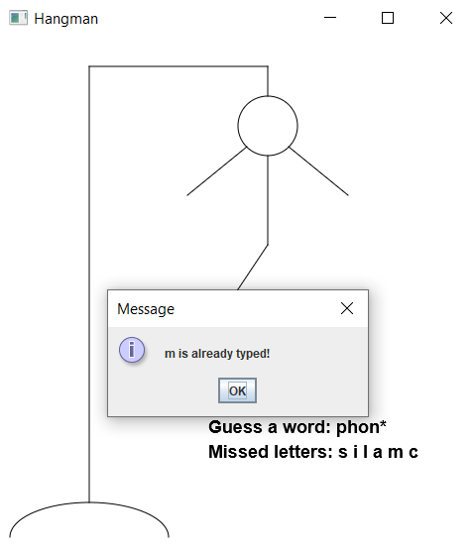 Hangman
Message
m is already typed!
OK
Guess a word: phon*
Missed letters: s i l a m c